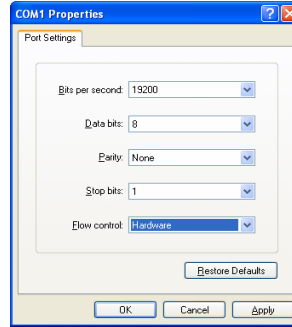 COM1 Properties
Port Settings
Bits per second: 19200
Data bits: 8
Parity: None
Stop bits: 1
Flow control: Hardware
Restore Defaults
OK Cancel Apply